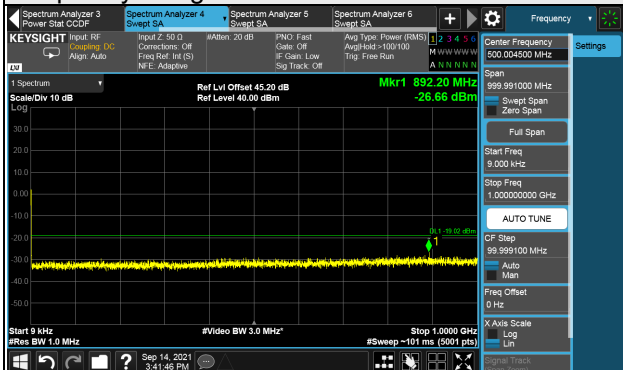 Spectrum Analyzer 3
Power Stat CCDF
Spectrum Analyzer 4
Swept SA
Spectrum Analyzer 5
Swept SA
Spectrum Analyzer 6
Swept SA
Frequency
KEYSIGHT
Input: RF
Coupling: DC
Align: Auto
Input Z: 50 Ω
Corrections: Off
Freq Ref: Int (S)
NFE: Adaptive
#Atten: 20 dB
PNO: Fast
Gate: Off
IF Gain: Low
Sig Track: Off
Avg Type: Power (RMS)
Avg|Hold:>100/100
Trig: Free Run
1 2 3 4 5 6
M W W W W W
A N N N N N
LXI
1 Spectrum
Scale/Div 10 dB
Log
Ref Lvl Offset 45.20 dB
Ref Level 40.00 dBm
Mkr1 892.20 MHz
-26.66 dBm
30.0
20.0
10.0
0.00
-10.0
-20.0
-30.0
-40.0
-50.0
DL1 -19.02 dBm
1
Start 9 kHz
#Res BW 1.0 MHz
#Video BW 3.0 MHz*
Stop 1.0000 GHz
#Sweep ~101 ms (5001 pts)
Sep 14, 2021
3:41:46 PM
Center Frequency
500.004500 MHz
Settings
Span
999.991000 MHz
Swept Span
Zero Span
Full Span
Start Freq
9.000 kHz
Stop Freq
1.000000000 GHz
AUTO TUNE
CF Step
99.999100 MHz
Auto
Man
Freq Offset
0 Hz
X Axis Scale
Log
Lin
Signal Track